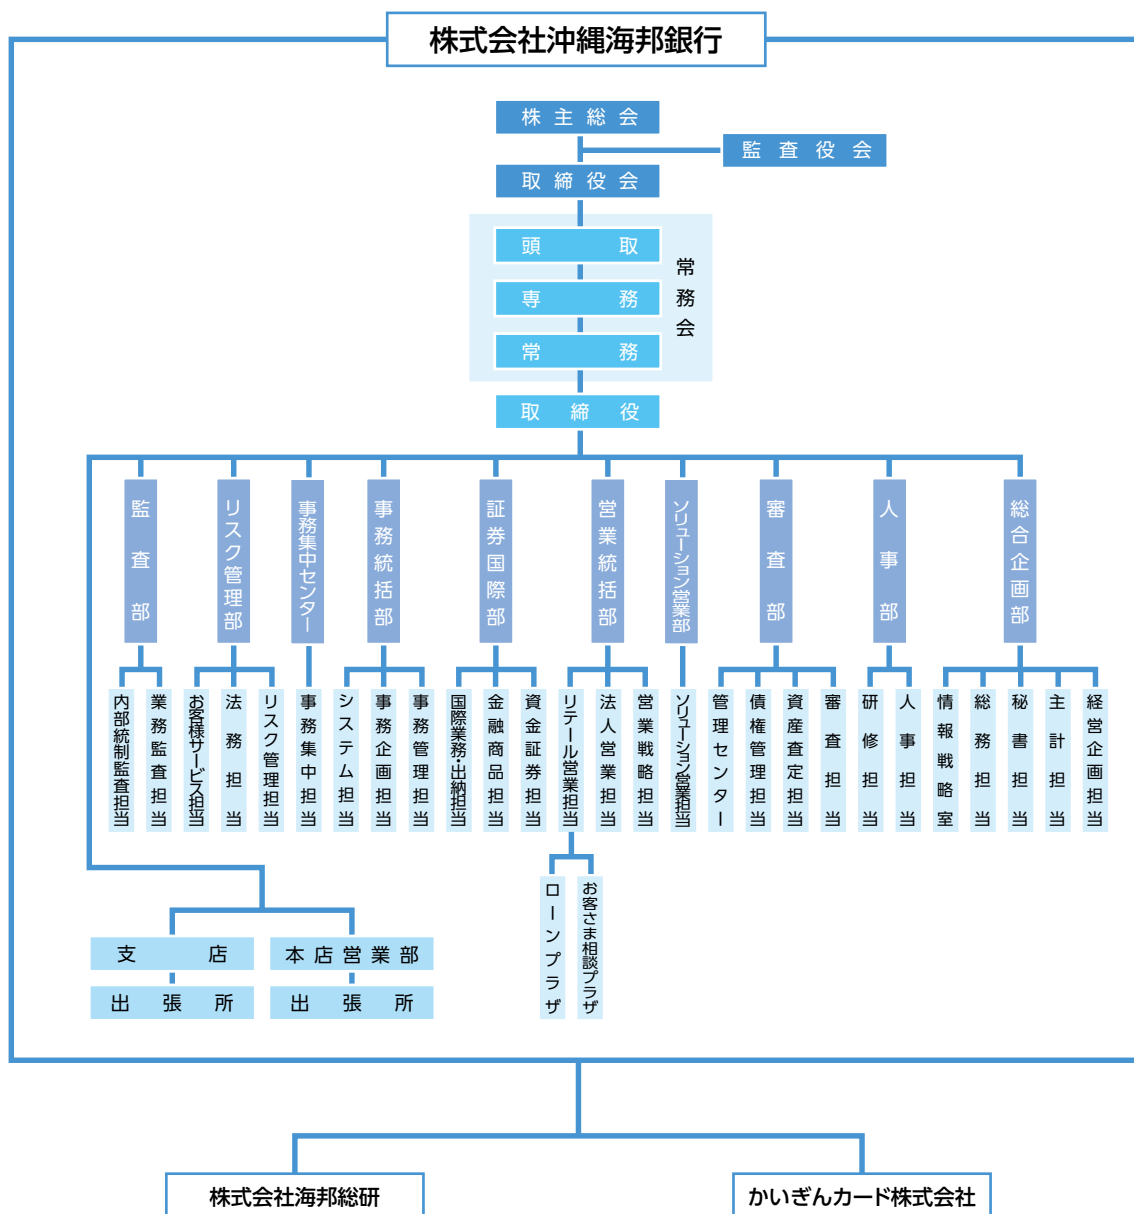 株式会社沖縄海邦銀行
株主総会
監査役会
取締役会
頭取
専務
常務
常務会
取締役
監査部
リスク管理部
事務集中センター
事務統括部
証券国際部
営業統括部
ソリューション営業部
審査部
人事部
総合企画部
内部統制監査担当
業務監査担当
お客様サービス担当
法務担当
リスク管理担当
事務集中担当
システム担当
事務企画担当
事務管理担当
国際業務・出納担当
金融商品担当
資金証券担当
リテール営業担当
法人営業担当
営業戦略担当
ソリューション営業担当
管理センター
債権管理担当
資産査定担当
審査担当
研修担当
人事担当
情報戦略室
総務担当
秘書担当
主計担当
経営企画担当
ローンプラザ
お客さま相談プラザ
支店
本店営業部
出張所
出張所
株式会社海邦総研
かいぎんカード株式会社